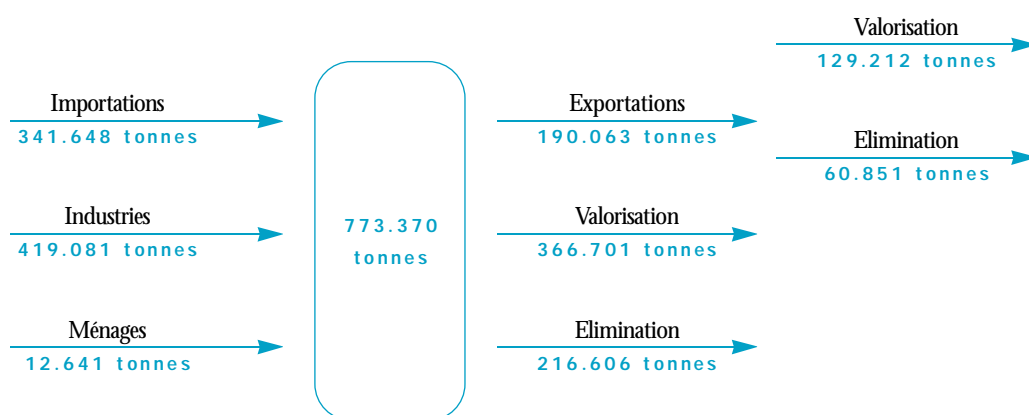 Importations
341.648 tonnes
Industries
419.081 tonnes
Ménages
12.641 tonnes
773.370
tonnes
Exportations
190.063 tonnes
Valorisation
366.701 tonnes
Elimination
216.606 tonnes
Valorisation
129.212 tonnes
Elimination
60.851 tonnes